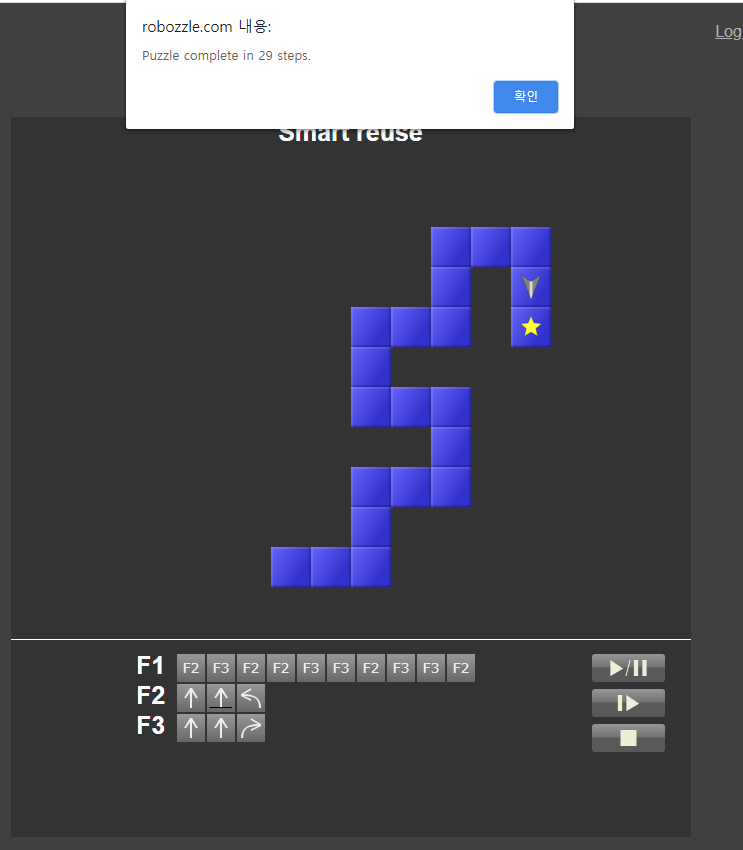 robozzle.com 내용:
Log
Puzzle complete in 29 steps.
확인
Smart reuse
F1 F2 F3 F2 F2 F3 F3 F2 F3 F3 F2
F2
F3